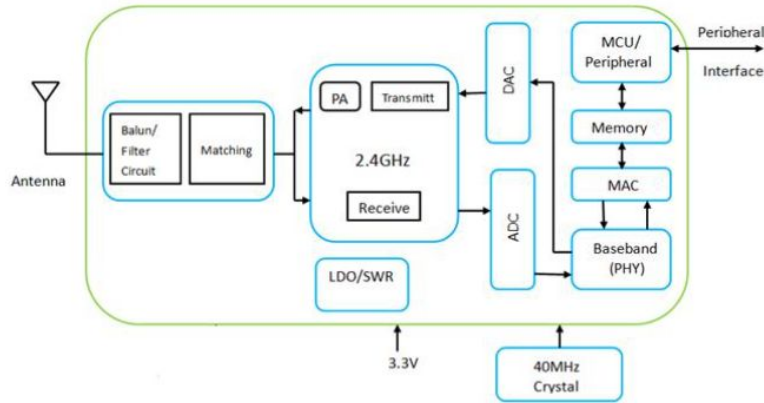 Antenna
Balun/
Filter
Circuit
Matching
PA
Transmitt
2.4GHz
Receive
LDO/SWR
DAC
ADC
MCU/
Peripheral
Memory
MAC
Baseband
(PHY)
Peripheral
Interface
3.3V
40MHz
Crystal